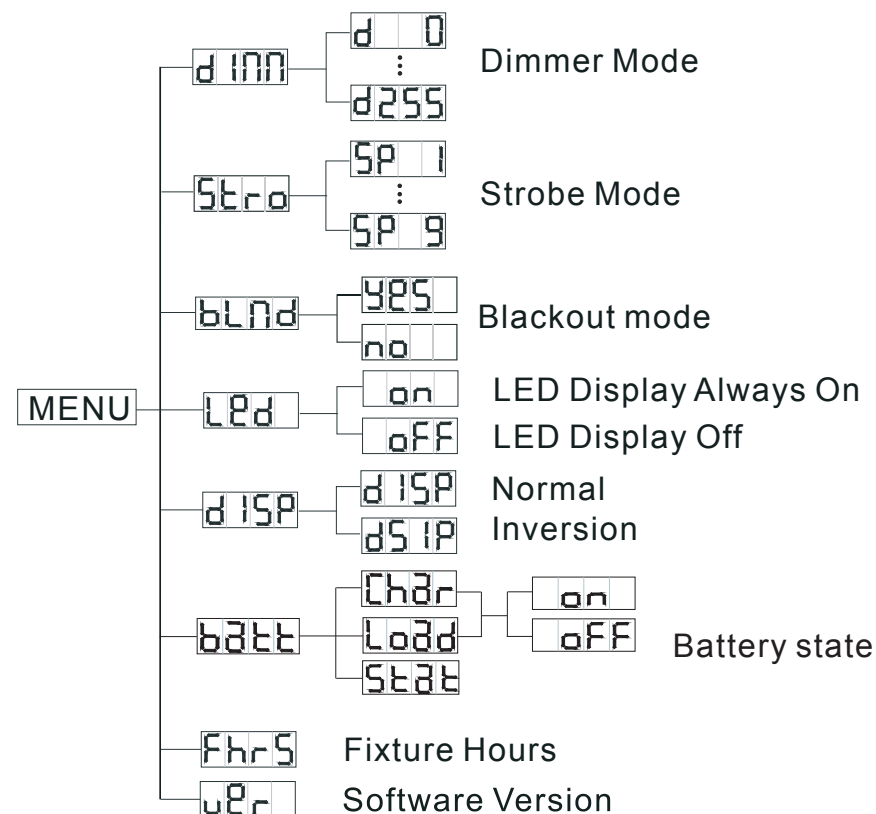 d 0
dimm
Dimmer Mode
d255
SP 1
Stro
Strobe Mode
SP 9
bLnd
YES
Blackout mode
no
MENU
Led
on
LED Display Always On
oFF
LED Display Off
dISP
dISP
Normal
dSIP
Inversion
batt
Char
on
Load
oFF
Battery state
Stat
FhrS
Fixture Hours
ver
Software Version